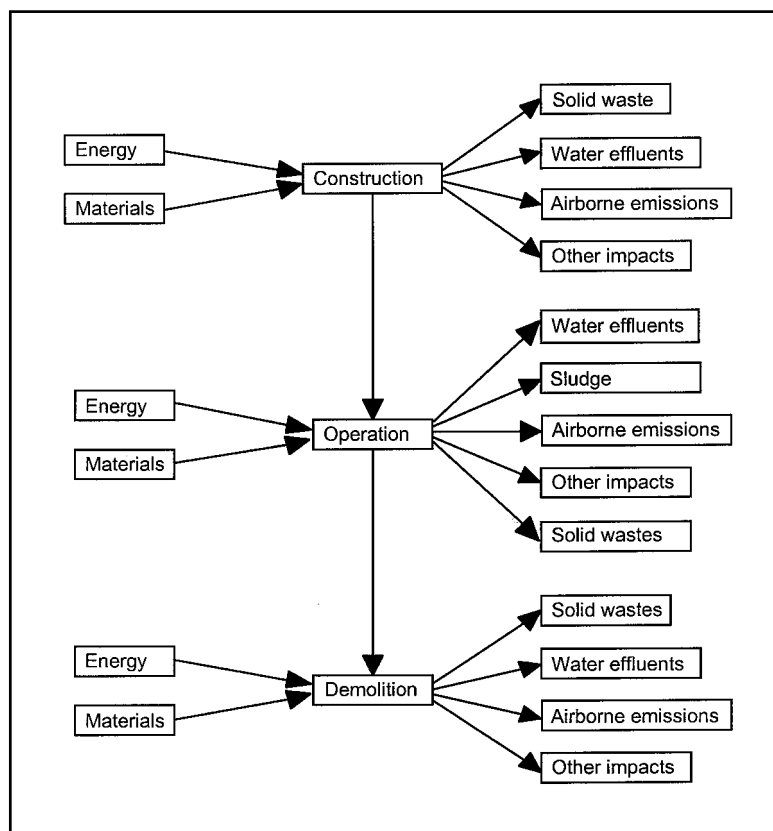 Energy
Materials
Construction
Solid waste
Water effluents
Airborne emissions
Other impacts
Energy
Materials
Operation
Water effluents
Sludge
Airborne emissions
Other impacts
Solid wastes
Energy
Materials
Demolition
Solid wastes
Water effluents
Airborne emissions
Other impacts